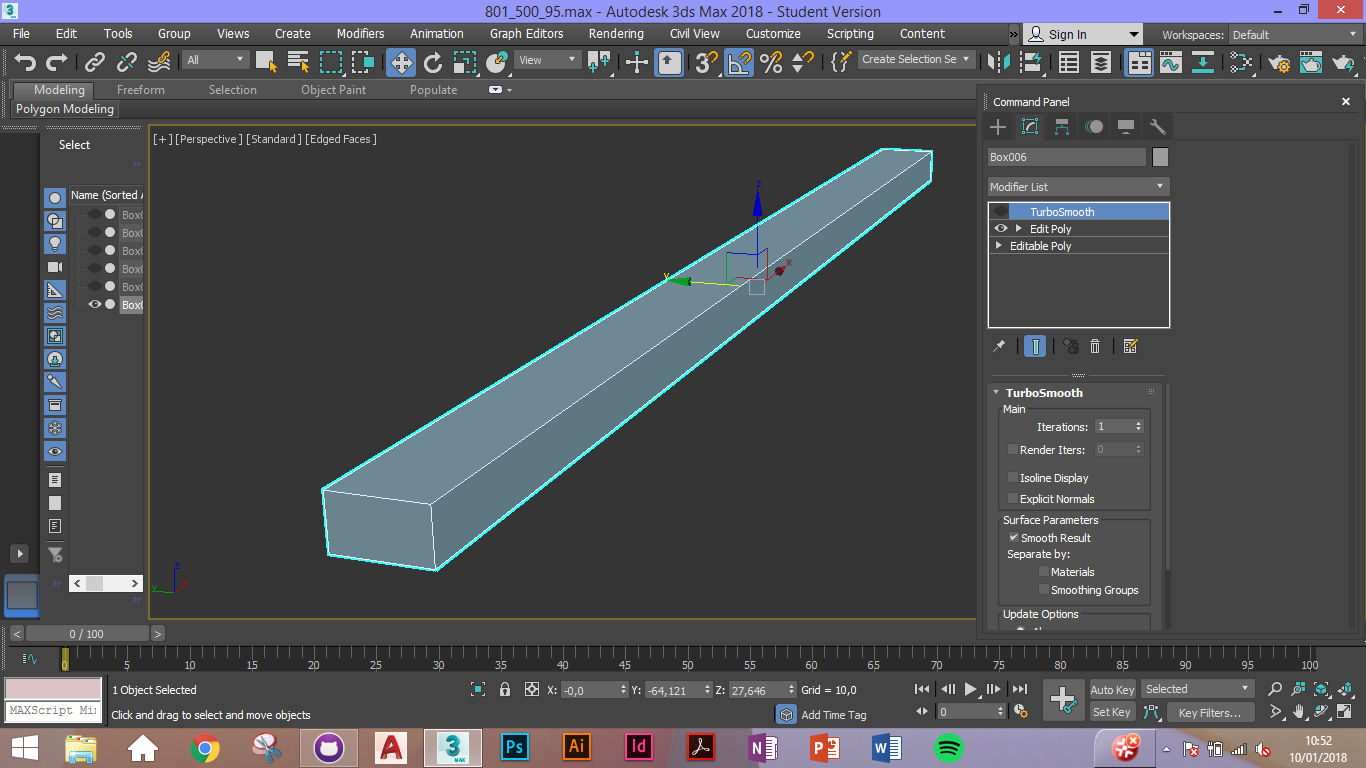 801_500_95.max - Autodesk 3ds Max 2018 - Student Version
File Edit Tools Group Views Create Modifiers Animation Graph Editors Rendering Civil View Customize Scripting Content » Sign In Workspaces: Default
All View Create Selection Se
Modeling Freeform Selection Object Paint Populate
Polygon Modeling
Command Panel
Select
[+] [Perspective] [Standard] [Edged Faces]
Box006
Name (Sorted A
Modifier List
Box0
TurboSmooth
Box0
Edit Poly
Box0
Editable Poly
Box0
Box0
Box0
z
y
x
TurboSmooth
Main
Iterations: 1
Render Iters: 0
Isoline Display
Explicit Normals
Surface Parameters
Smooth Result
Separate by:
Materials
Smoothing Groups
Update Options
z
y
x
< 0 / 100 >
0 5 10 15 20 25 30 35 40 45 50 55 60 65 70 75 80 85 90 95 100
1 Object Selected X: -0,0 Y: -64,121 Z: 27,646 Grid = 10,0 Auto Key Selected
MAXScript Min Click and drag to select and move objects Add Time Tag 0 Set Key Key Filters...
3 MAX Ps Ai Id N P W
10:52
10/01/2018